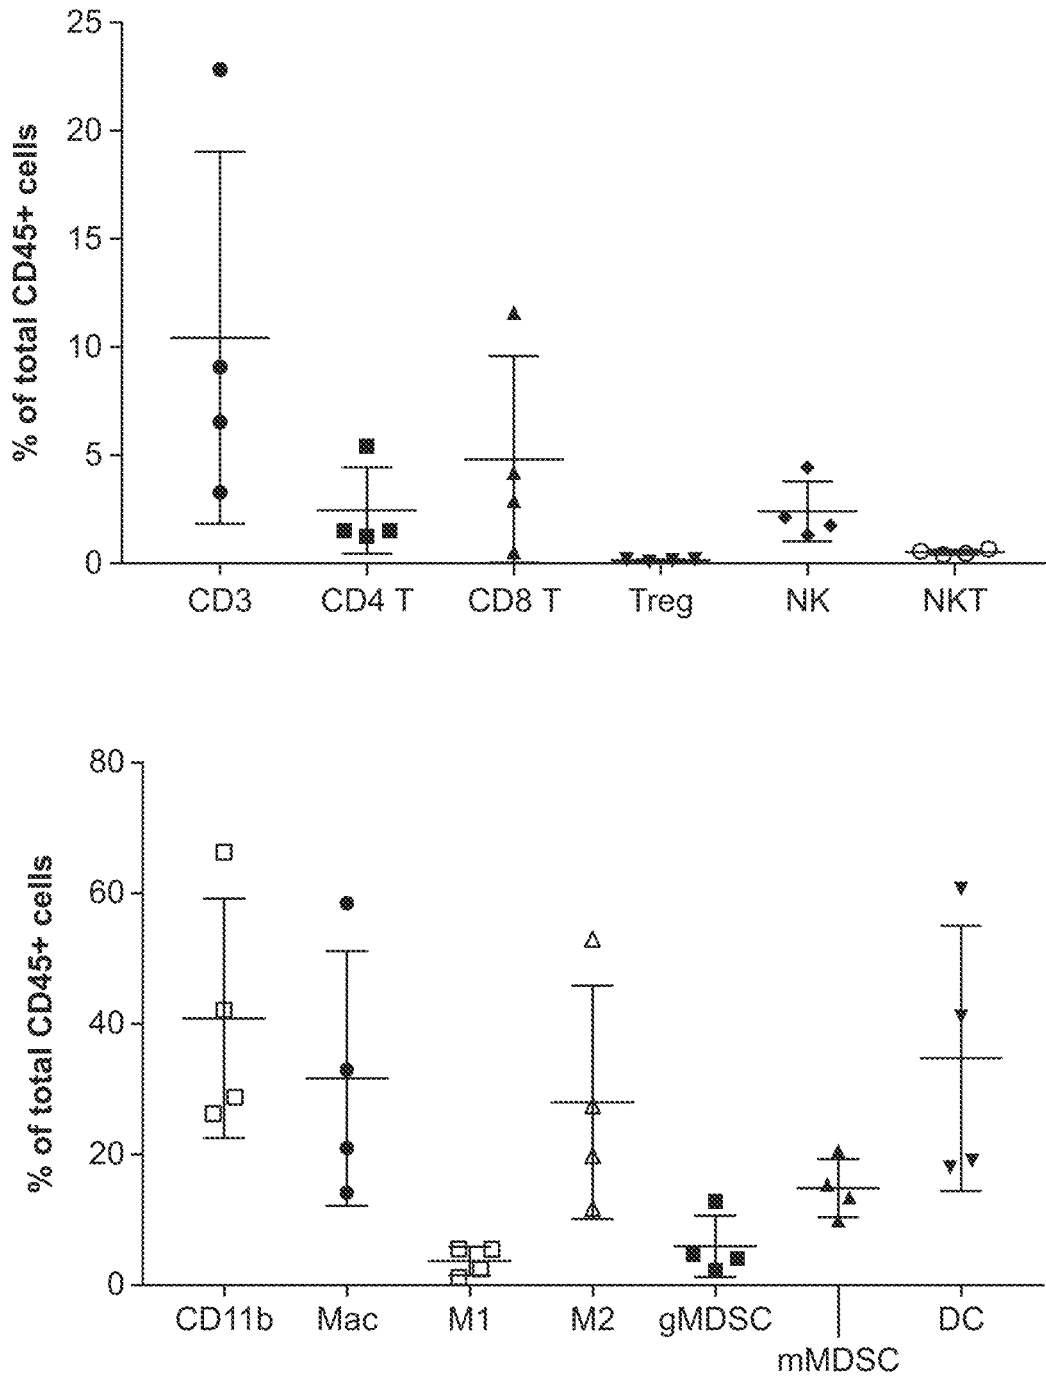 % of total CD45+ cells
25
20
15
10
5
0
CD3 CD4 T CD8 T Treg NK NKT
% of total CD45+ cells
80
60
40
20
0
CD11b Mac M1 M2 gMDSC DC
mMDSC